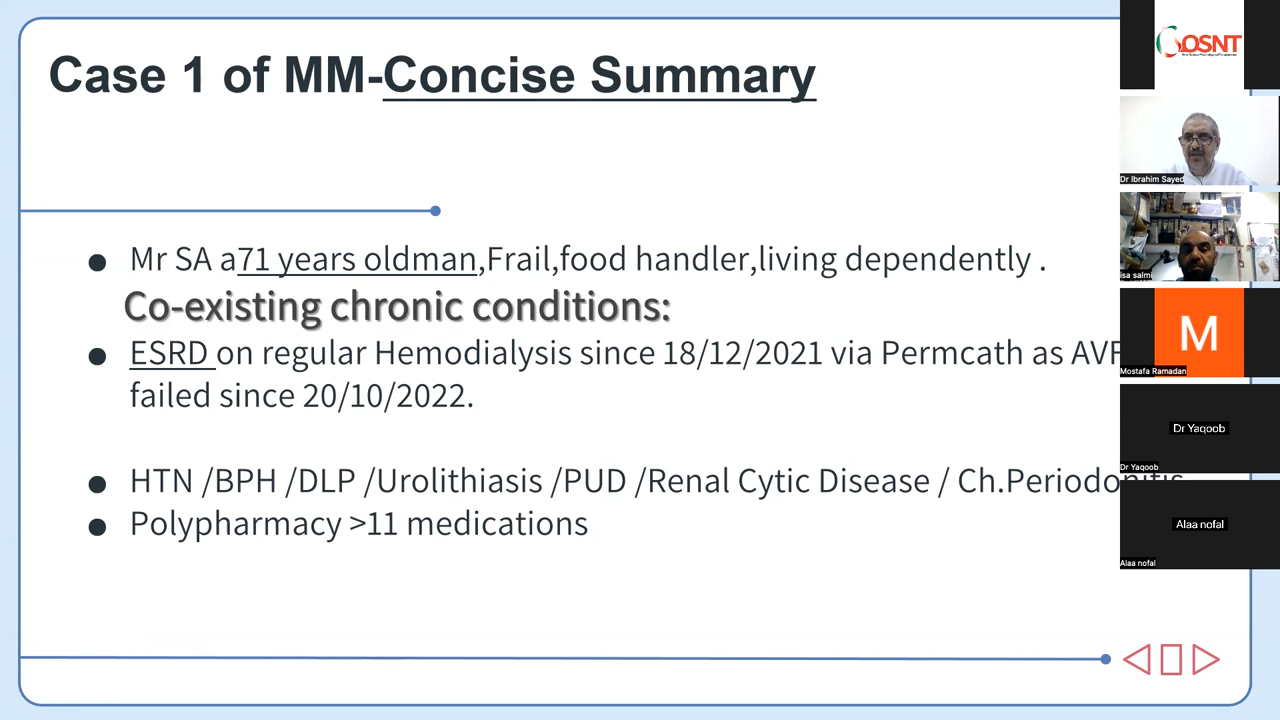 Case 1 of MM-Concise Summary
Mr SA a71 years oldman,Frail,food handler,living dependently .
Co-existing chronic conditions:
ESRD on regular Hemodialysis since 18/12/2021 via Permcath as AVF
failed since 20/10/2022.
HTN /BPH /DLP /Urolithiasis /PUD /Renal Cytic Disease / Ch.Periodonitis
Polypharmacy >11 medications
OSNT
Dr Ibrahim Sayed
isa salmi
M
Mostafa Ramadan
Dr Yaqoob
Dr Yaqoob
Alaa nofal
Alaa nofal